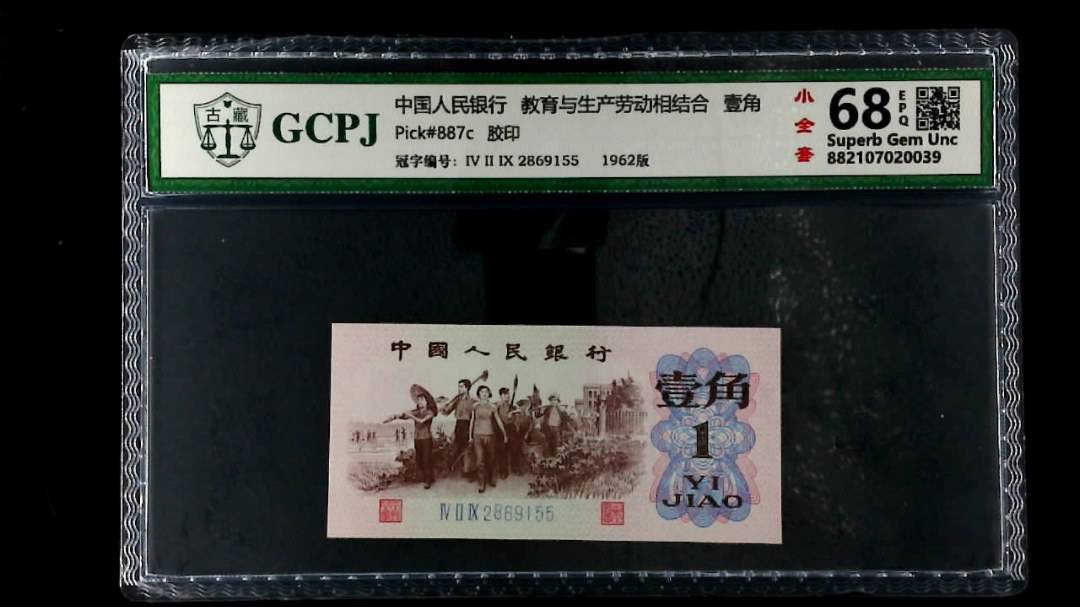 古 藏
GCPJ
中国人民银行 教育与生产劳动相结合 壹角
Pick#887c 胶印
冠字编号: IV II IX 2869155 1962版
小全套
68
EPQ
Superb Gem Unc
882107020039
中國人民銀行
壹角
1
YI
JIAO
IV II IX 2869155